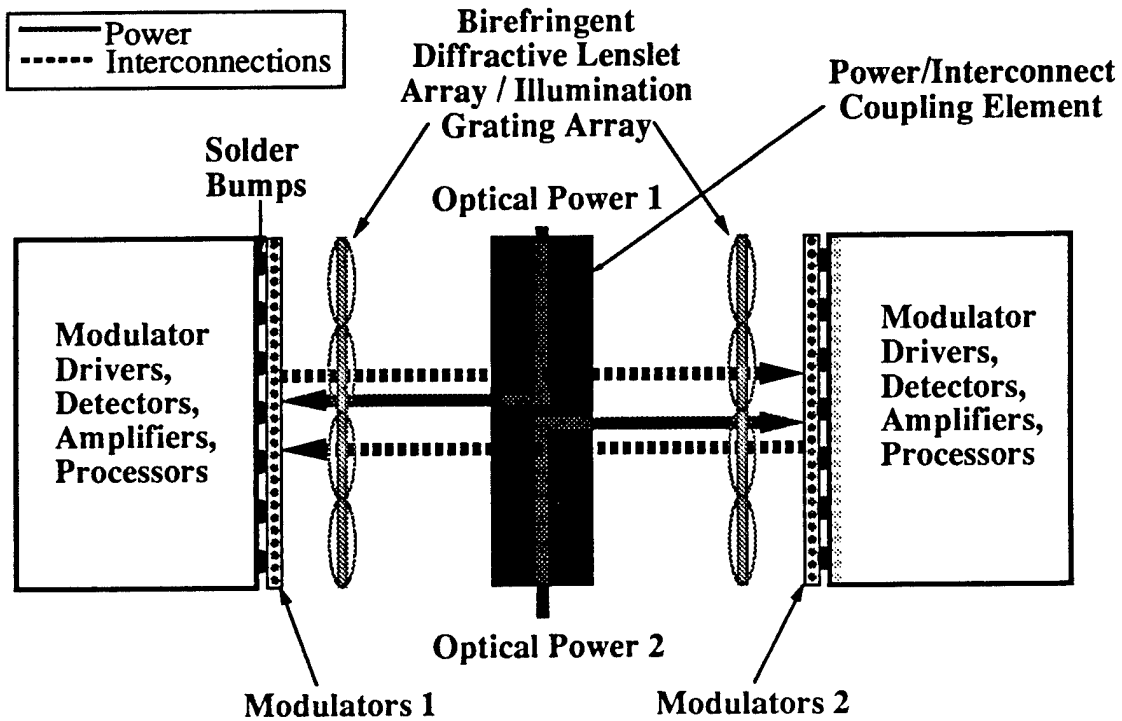 Power
Interconnections
Birefringent
Diffractive Lenslet
Array / Illumination
Grating Array
Power/Interconnect
Coupling Element
Solder
Bumps
Optical Power 1
Modulator
Drivers,
Detectors,
Amplifiers,
Processors
Modulator
Drivers,
Detectors,
Amplifiers,
Processors
Optical Power 2
Modulators 1
Modulators 2